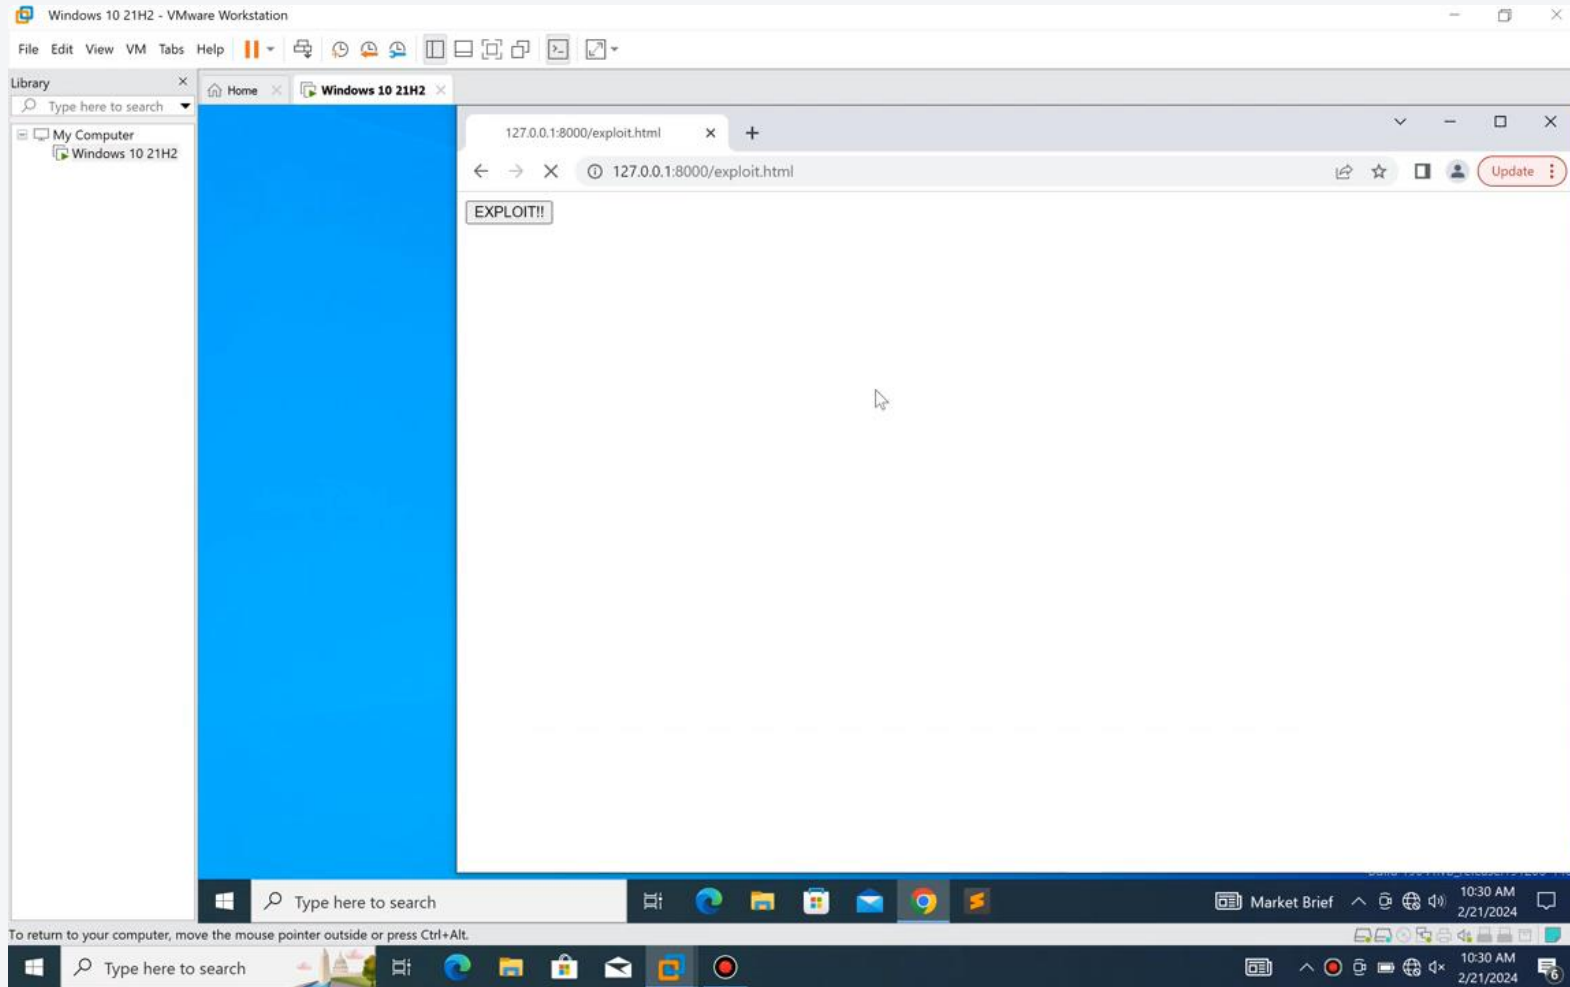 Windows 10 21H2 - VMware Workstation
File Edit View VM Tabs Help
Library
Home
Windows 10 21H2
Type here to search
My Computer
Windows 10 21H2
127.0.0.1:8000/exploit.html
127.0.0.1:8000/exploit.html
Update
EXPLOIT!!
Type here to search
Market Brief
10:30 AM
2/21/2024
To return to your computer, move the mouse pointer outside or press Ctrl+Alt.
Type here to search
10:30 AM
2/21/2024
6